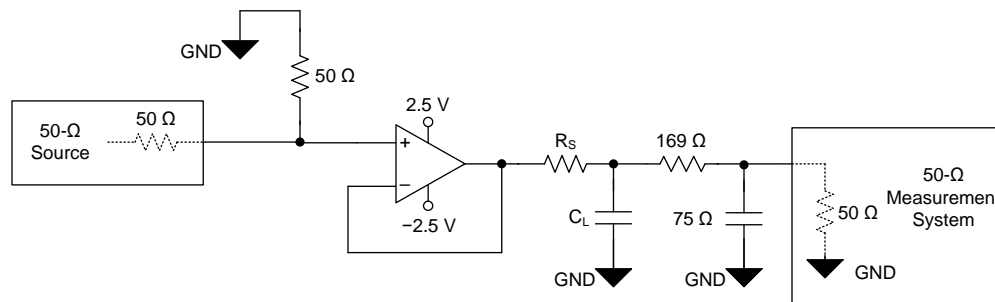 GND
50 Ω
50-Ω
Source
50 Ω
2.5 V
+
−
−2.5 V
RS
CL
GND
169 Ω
75 Ω
GND
50 Ω
GND
50-Ω
Measuremen
System